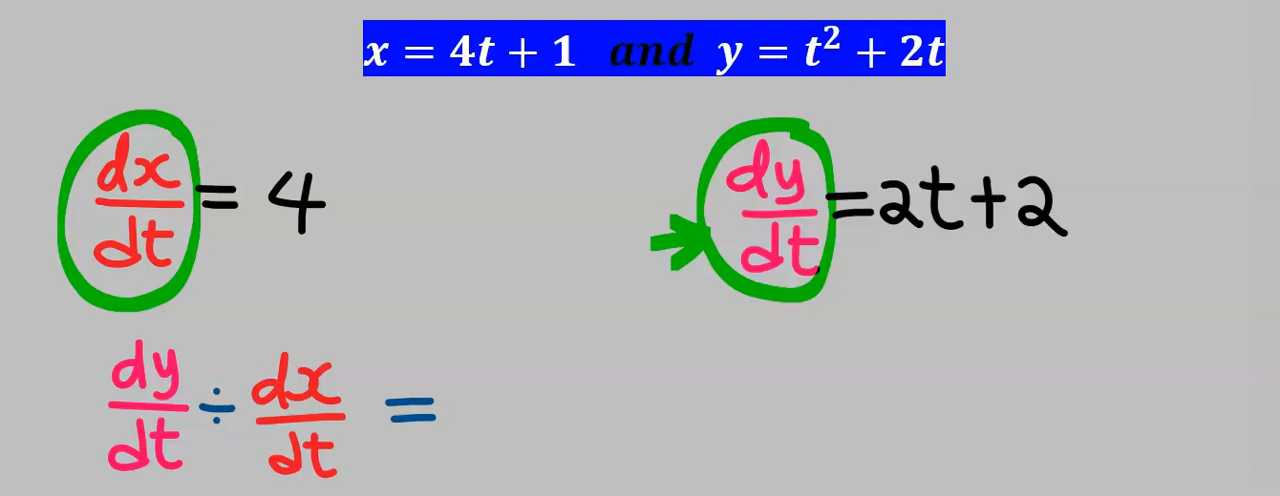 x = 4t + 1 and y = t² + 2t
dx/dt = 4
dy/dt = 2t + 2
dy/dt ÷ dx/dt =